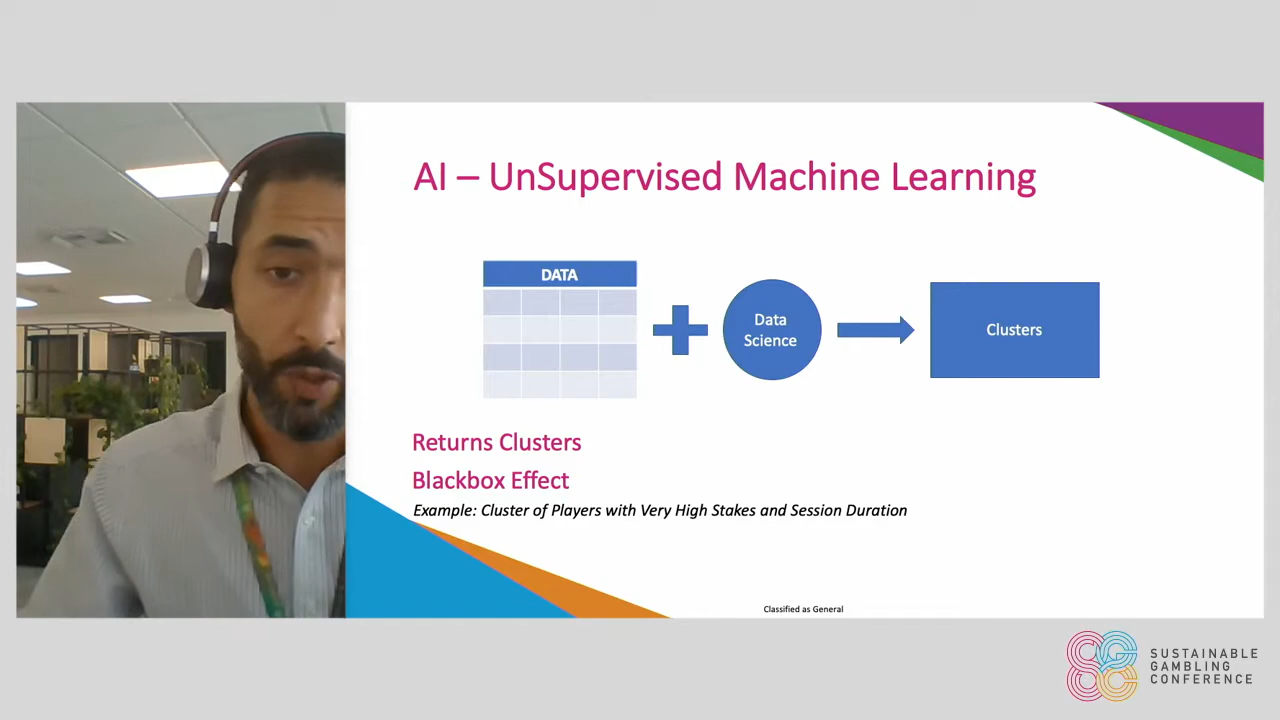 AI – UnSupervised Machine Learning
DATA
Data
Science
Clusters
Returns Clusters
Blackbox Effect
Example: Cluster of Players with Very High Stakes and Session Duration
Classified as General
SUSTAINABLE
GAMBLING
CONFERENCE